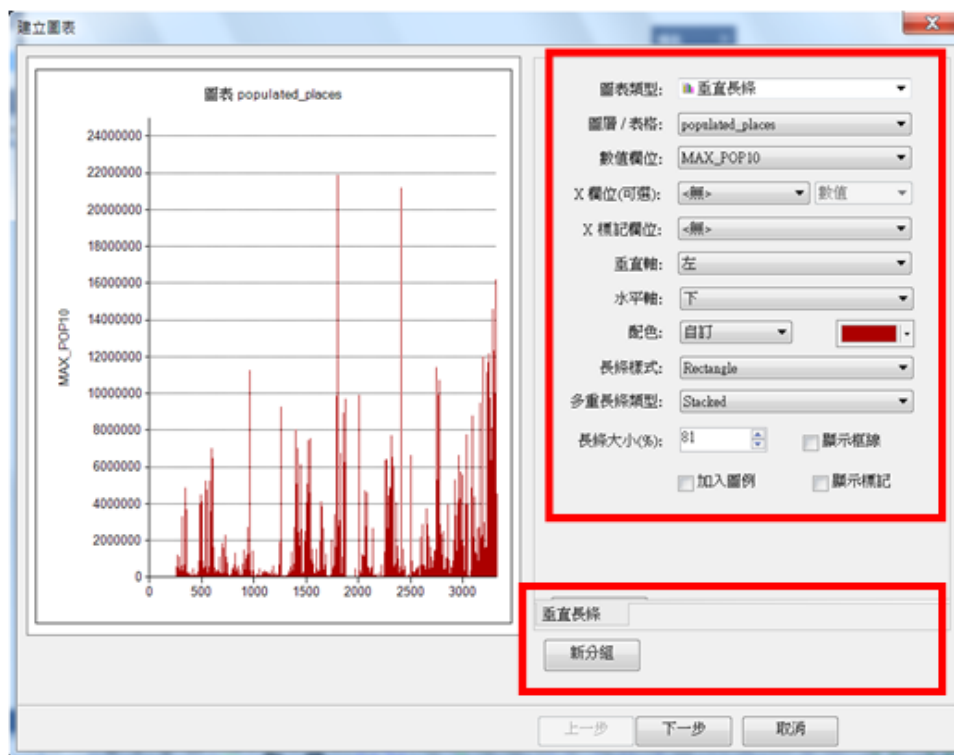 建立圖表
圖表 populated_places
24000000
22000000
20000000
18000000
16000000
14000000
12000000
10000000
8000000
6000000
4000000
2000000
0
MAX_POP10
0 500 1000 1500 2000 2500 3000
圖表類型: 垂直長條
圖層 / 表格: populated_places
數值欄位: MAX_POP10
X 欄位(可選): <無> 數值
X 標記欄位: <無>
垂直軸: 左
水平軸: 下
配色: 自訂
長條樣式: Rectangle
多重長條類型: Stacked
長條大小(%): 81 顯示框線
加入圖例 顯示標記
垂直長條
新分組
上一步 下一步 取消